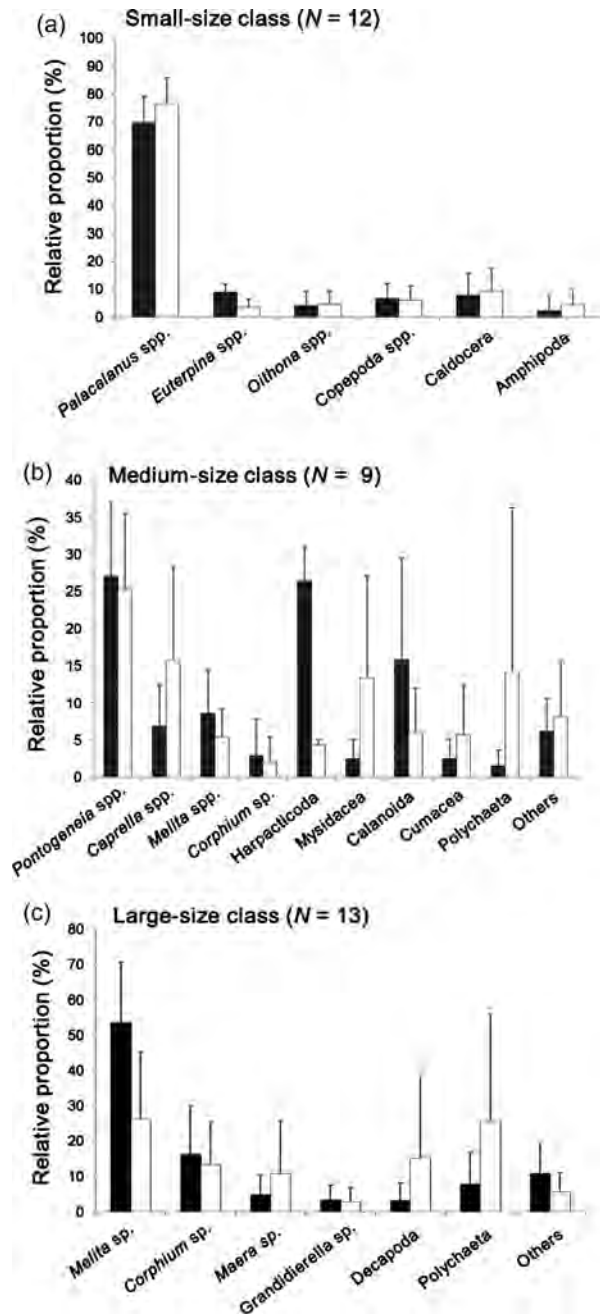 (a) Small-size class (N = 12)
Relative proportion (%)
100
90
80
70
60
50
40
30
20
10
0
Palacalanus spp.
Euterpina spp.
Oithona spp.
Copepoda spp.
Caldocera
Amphipoda
(b) Medium-size class (N = 9)
Relative proportion (%)
40
35
30
25
20
15
10
5
0
Pontogeneia spp.
Caprella spp.
Melita spp.
Corphium sp.
Harpacticoda
Mysidacea
Calanoida
Cumacea
Polychaeta
Others
(c) Large-size class (N = 13)
Relative proportion (%)
80
70
60
50
40
30
20
10
0
Melita sp.
Corphium sp.
Maera sp.
Grandidierella sp.
Decapoda
Polychaeta
Others